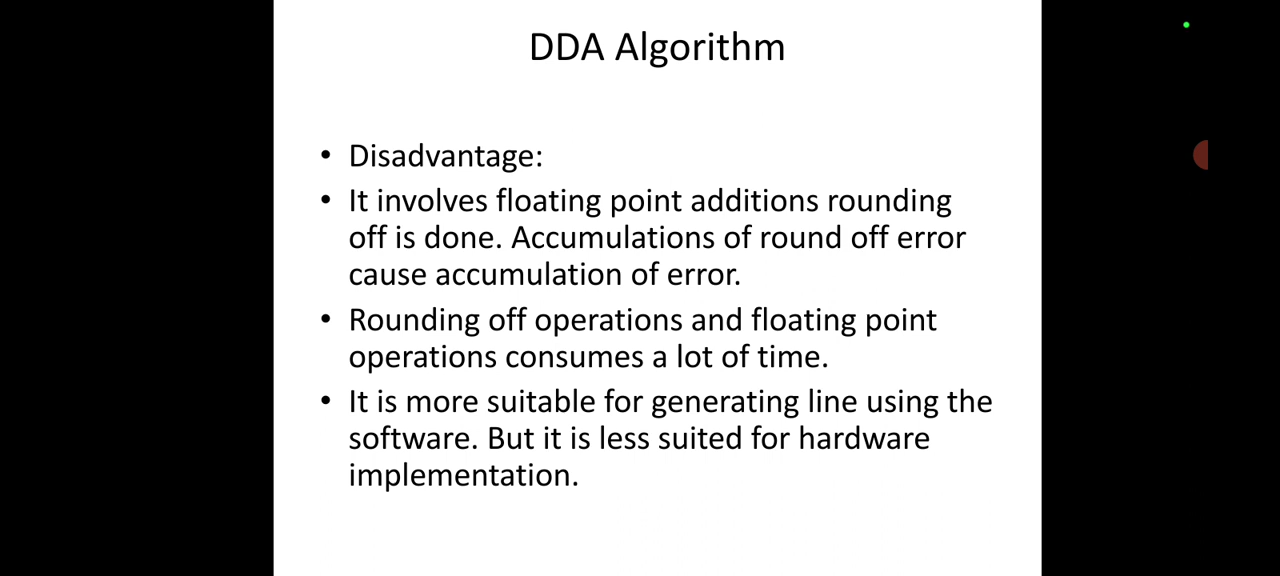 DDA Algorithm
• Disadvantage:
• It involves floating point additions rounding
off is done. Accumulations of round off error
cause accumulation of error.
• Rounding off operations and floating point
operations consumes a lot of time.
• It is more suitable for generating line using the
software. But it is less suited for hardware
implementation.